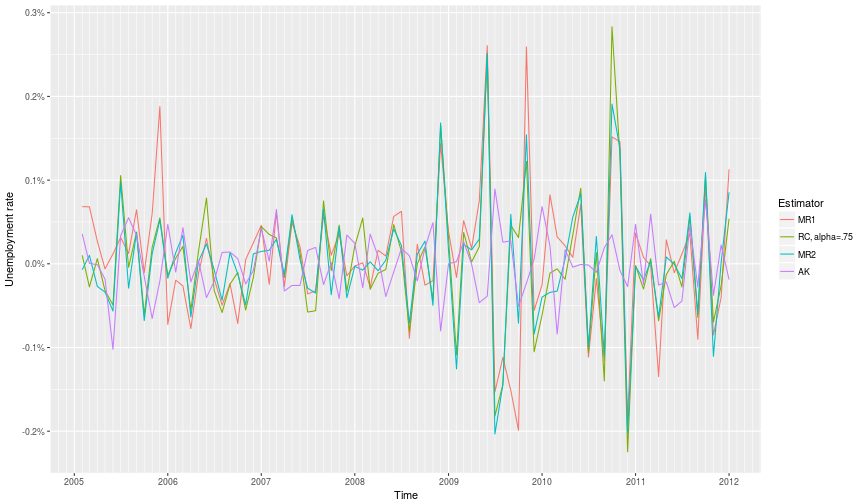 0.3%
0.2%
0.1%
0.0%
-0.1%
-0.2%
Unemployment rate
2005 2006 2007 2008 2009 2010 2011 2012
Time
Estimator
MR1
RC, alpha=.75
MR2
AK